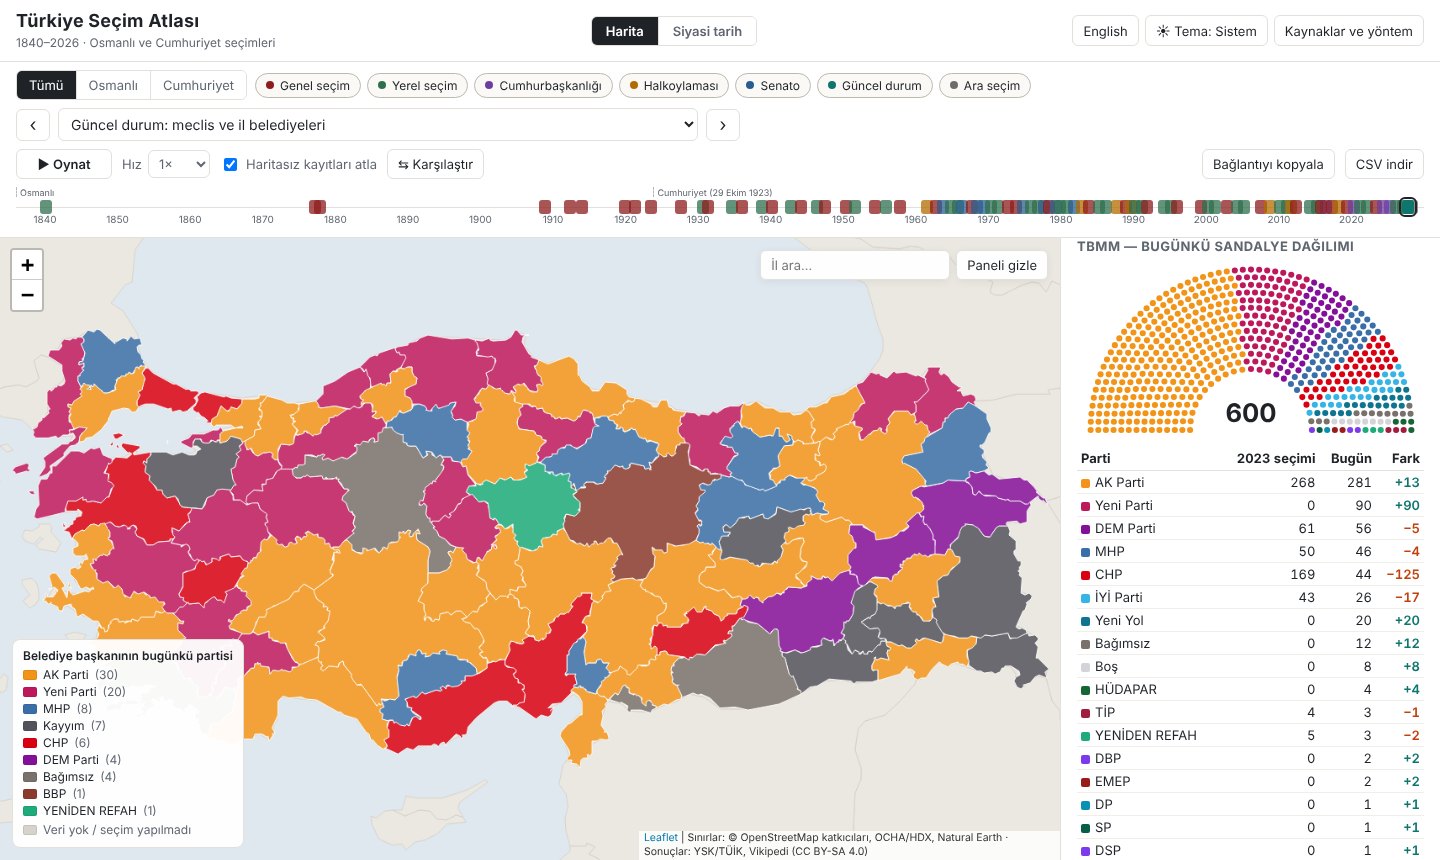 Türkiye Seçim Atlası
1840–2026 · Osmanlı ve Cumhuriyet seçimleri
Harita
Siyasi tarih
English
☀ Tema: Sistem
Kaynaklar ve yöntem
Tümü
Osmanlı
Cumhuriyet
Genel seçim
Yerel seçim
Cumhurbaşkanlığı
Halkoylaması
Senato
Güncel durum
Ara seçim
‹
Güncel durum: meclis ve il belediyeleri
›
▶ Oynat
Hız
1×
Haritasız kayıtları atla
⇆ Karşılaştır
Bağlantıyı kopyala
CSV indir
Osmanlı
Cumhuriyet (29 Ekim 1923)
1840 1850 1860 1870 1880 1890 1900 1910 1920 1930 1940 1950 1960 1970 1980 1990 2000 2010 2020
+
−
İl ara...
Paneli gizle
Belediye başkanının bugünkü partisi
AK Parti (30)
Yeni Parti (20)
MHP (8)
Kayyım (7)
CHP (6)
DEM Parti (4)
Bağımsız (4)
BBP (1)
YENİDEN REFAH (1)
Veri yok / seçim yapılmadı
Leaflet | Sınırlar: © OpenStreetMap katkıcıları, OCHA/HDX, Natural Earth ·
Sonuçlar: YSK/TÜİK, Vikipedi (CC BY-SA 4.0)
TBMM — BUGÜNKÜ SANDALYE DAĞILIMI
600
Parti 2023 seçimi Bugün Fark
AK Parti 268 281 +13
Yeni Parti 0 90 +90
DEM Parti 61 56 −5
MHP 50 46 −4
CHP 169 44 −125
İYİ Parti 43 26 −17
Yeni Yol 0 20 +20
Bağımsız 0 12 +12
Boş 0 8 +8
HÜDAPAR 0 4 +4
TİP 4 3 −1
YENİDEN REFAH 5 3 −2
DBP 0 2 +2
EMEP 0 2 +2
DP 0 1 +1
SP 0 1 +1
DSP 0 1 +1